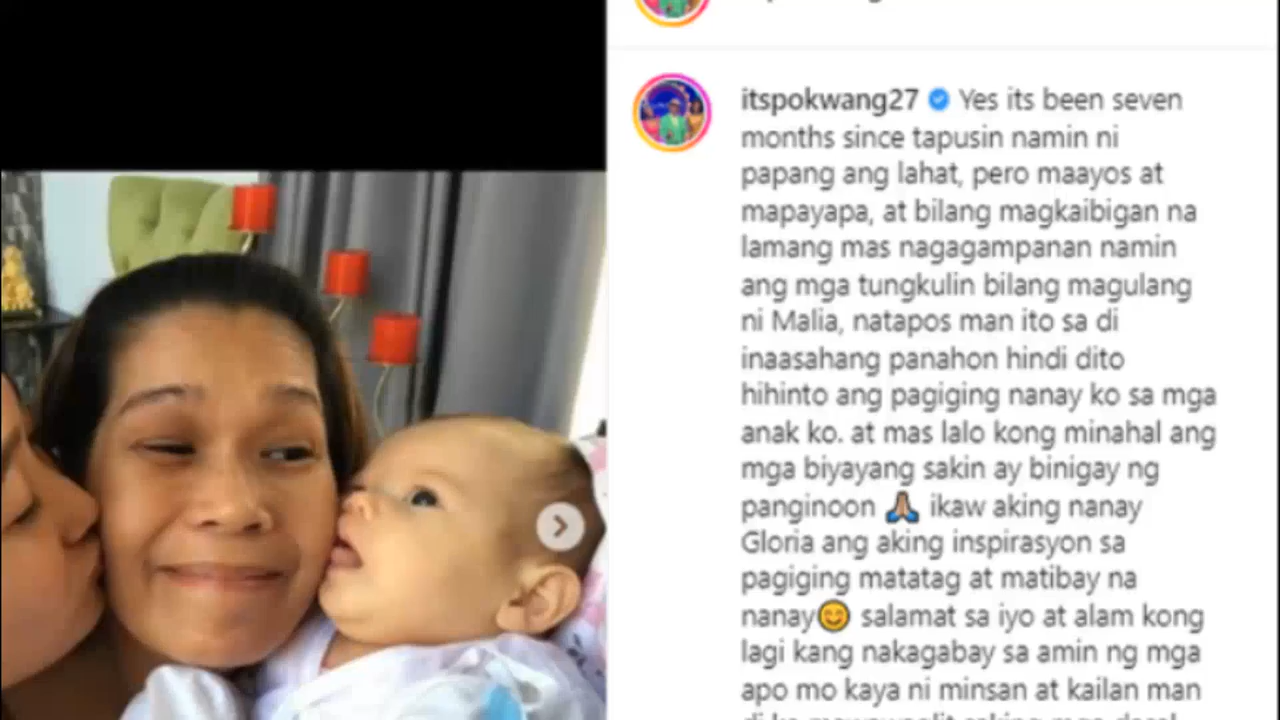 itspokwang27 Yes its been seven
months since tapusin namin ni
papang ang lahat, pero maayos at
mapayapa, at bilang magkaibigan na
lamang mas nagagampanan namin
ang mga tungkulin bilang magulang
ni Malia, natapos man ito sa di
inaasahang panahon hindi dito
hihinto ang pagiging nanay ko sa mga
anak ko. at mas lalo kong minahal ang
mga biyayang sakin ay binigay ng
panginoon 🙏🏽 ikaw aking nanay
Gloria ang aking inspirasyon sa
pagiging matatag at matibay na
nanay😊 salamat sa iyo at alam kong
lagi kang nakagabay sa amin ng mga
apo mo kaya ni minsan at kailan man